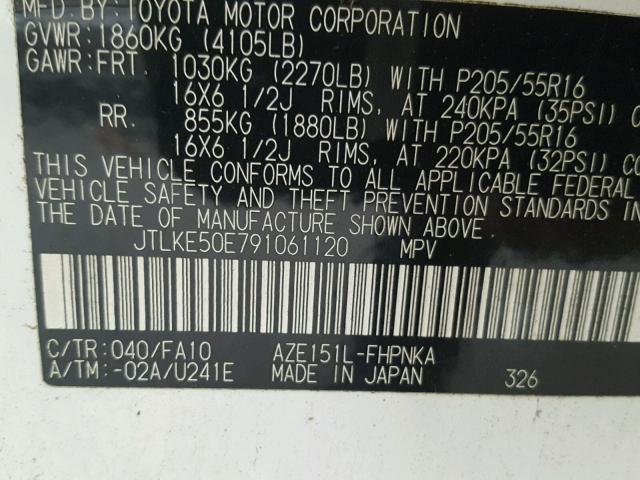 MFD. BY: TOYOTA MOTOR CORPORATION
GVWR: 1860KG (4105LB)
GAWR: FRT. 1030KG (2270LB) WITH P205/55R16
16X6 1/2J RIMS, AT 240KPA (35PSI) CO
RR. 855KG (1880LB) WITH P205/55R16
16X6 1/2J RIMS, AT 220KPA (32PSI) CO
THIS VEHICLE CONFORMS TO ALL APPLICABLE FEDERAL
VEHICLE SAFETY AND THEFT PREVENTION STANDARDS IN
THE DATE OF MANUFACTURE SHOWN ABOVE.
JTLKE50E791061120 MPV
C/TR: 040/FA10 AZE151L-FHPNKA
A/TM: -02A/U241E MADE IN JAPAN 326